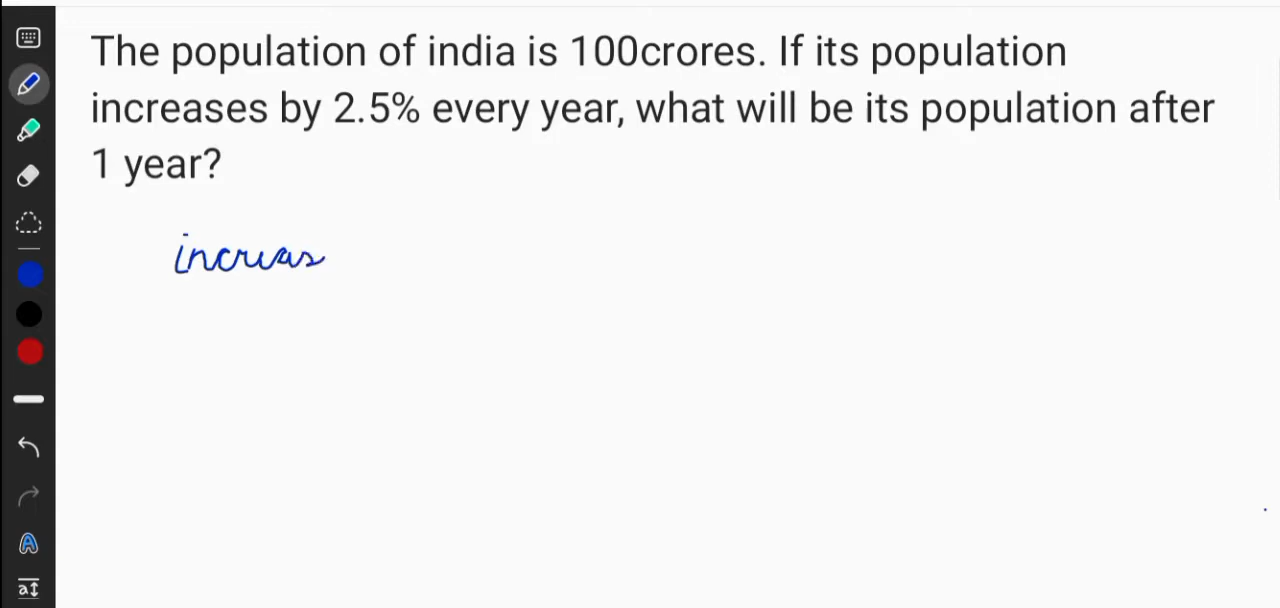 The population of india is 100crores. If its population
increases by 2.5% every year, what will be its population after
1 year?
increas